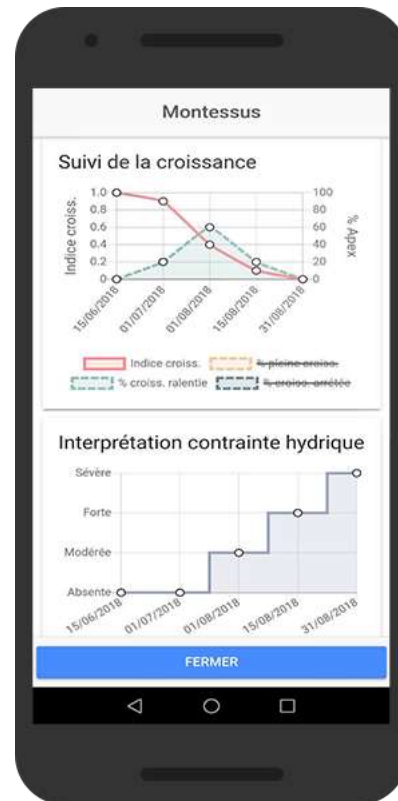 Montessus
Suivi de la croissance
Indice croiss.
% Apex
1.0
0.8
0.6
0.4
0.2
0
100
80
60
40
20
0
15/06/2018
01/07/2018
01/08/2018
15/08/2018
31/08/2018
Indice croiss.
% pleine croiss.
% croiss. ralentie
% croiss. arrêtée
Interprétation contrainte hydrique
Sévère
Forte
Modérée
Absente
15/06/2018
01/07/2018
01/08/2018
15/08/2018
31/08/2018
FERMER